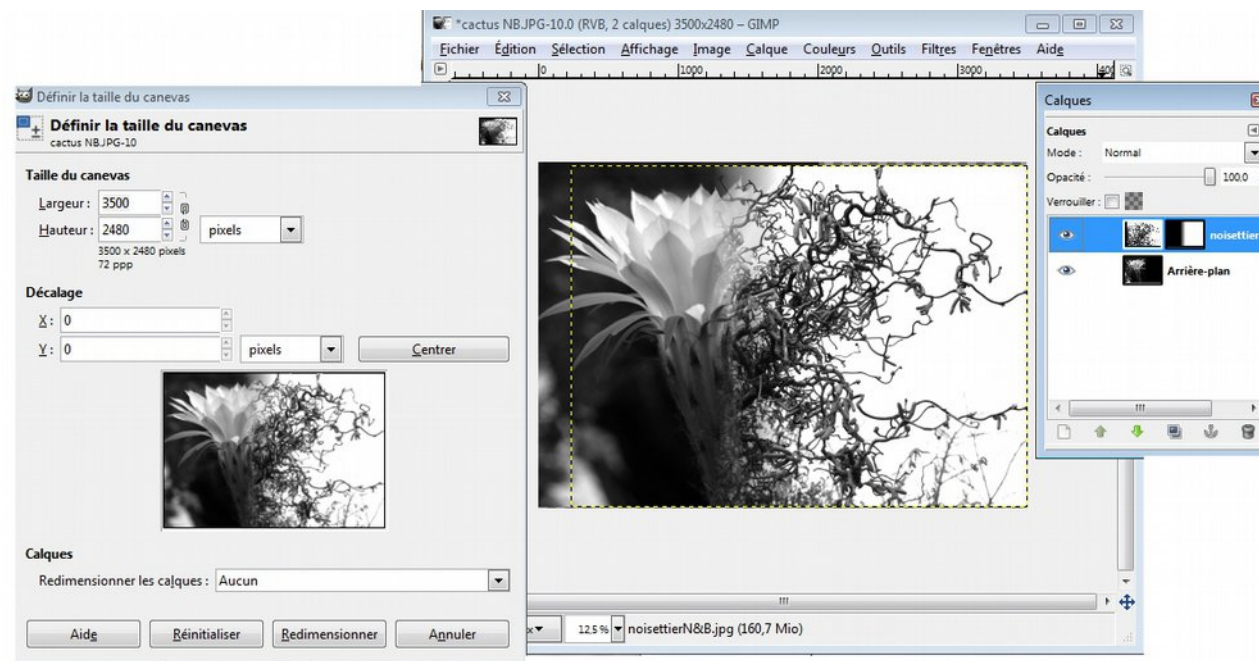 *cactus NB.JPG-10.0 (RVB, 2 calques) 3500x2480 – GIMP
Fichier Édition Sélection Affichage Image Calque Couleurs Outils Filtres Fenêtres Aide
0 1000 2000 3000
Définir la taille du canevas
Définir la taille du canevas
cactus NB.JPG-10
Taille du canevas
Largeur : 3500
Hauteur : 2480 pixels
3500 x 2480 pixels
72 ppp
Décalage
X : 0
Y : 0 pixels Centrer
Calques
Redimensionner les calques : Aucun
Aide Réinitialiser Redimensionner Annuler
Calques
Calques
Mode : Normal
Opacité : 100.0
Verrouiller :
noisettier
Arrière-plan
12.5 % noisettierN&B.jpg (160,7 Mio)